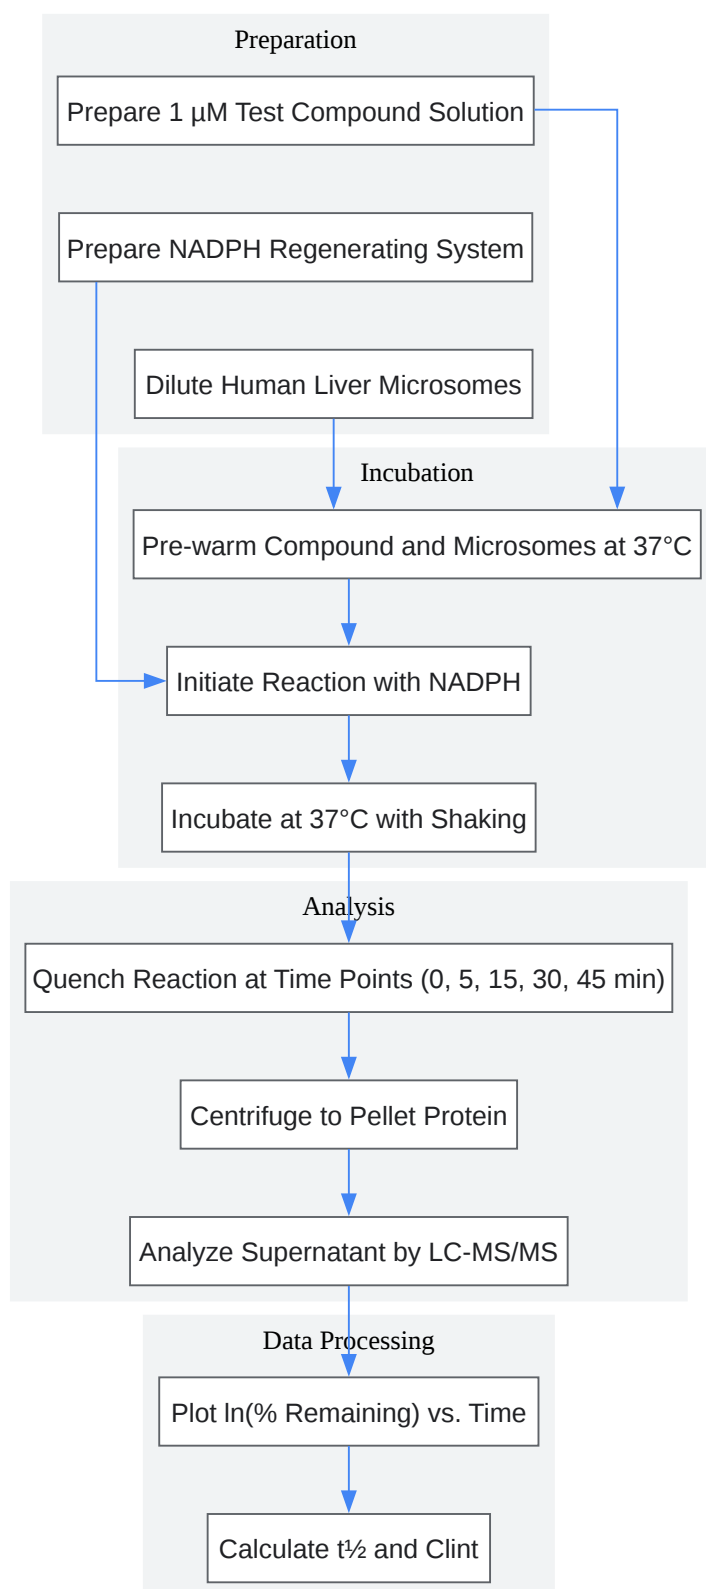 Preparation
Prepare 1 µM Test Compound Solution
Prepare NADPH Regenerating System
Dilute Human Liver Microsomes
Incubation
Pre-warm Compound and Microsomes at 37°C
Initiate Reaction with NADPH
Incubate at 37°C with Shaking
Analysis
Quench Reaction at Time Points (0, 5, 15, 30, 45 min)
Centrifuge to Pellet Protein
Analyze Supernatant by LC-MS/MS
Data Processing
Plot ln(% Remaining) vs. Time
Calculate t½ and Clint